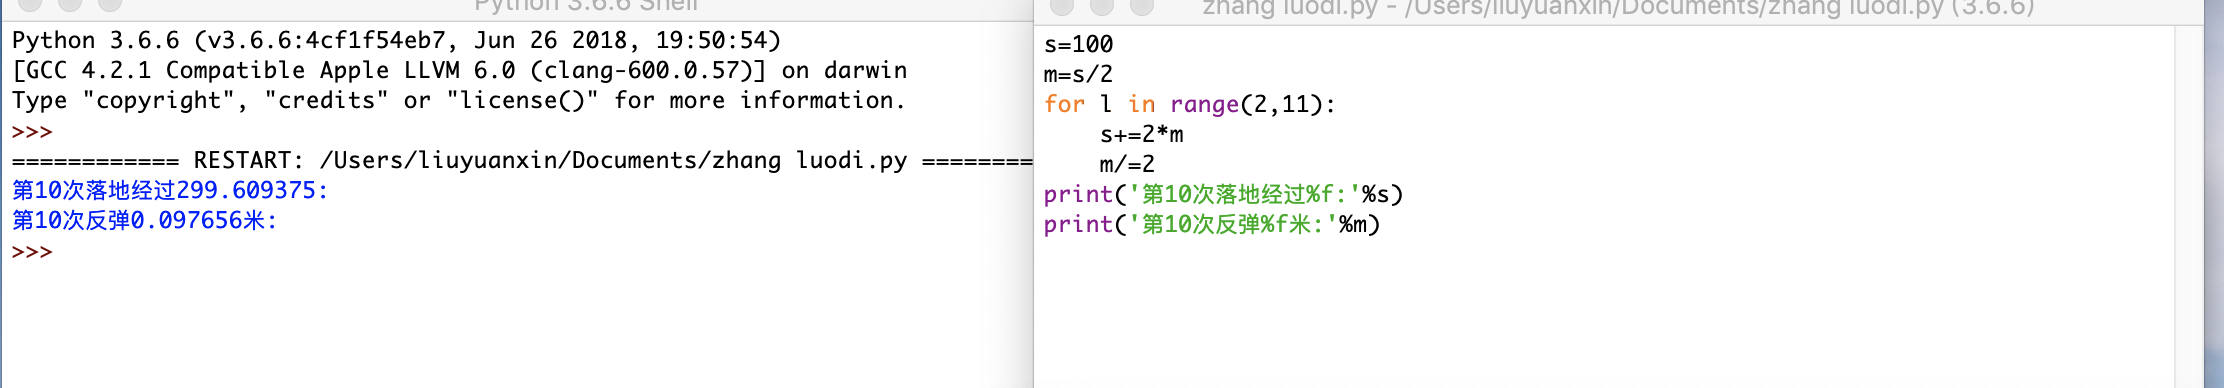 Python 3.6.6 Shell
Python 3.6.6 (v3.6.6:4cf1f54eb7, Jun 26 2018, 19:50:54)
[GCC 4.2.1 Compatible Apple LLVM 6.0 (clang-600.0.57)] on darwin
Type "copyright", "credits" or "license()" for more information.
>>>
============ RESTART: /Users/liuyuanxin/Documents/zhang luodi.py ========
第10次落地经过299.609375:
第10次反弹0.097656米:
>>>
zhang luodi.py - /Users/liuyuanxin/Documents/zhang luodi.py (3.6.6)
s=100
m=s/2
for l in range(2,11):
    s+=2*m
    m/=2
print('第10次落地经过%f:'%s)
print('第10次反弹%f米:'%m)